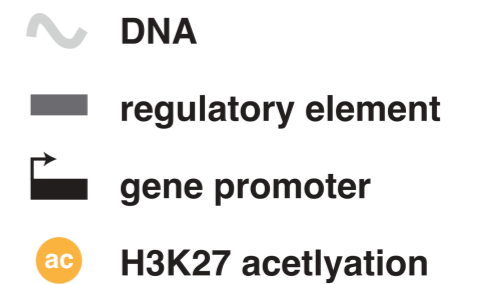 DNA
regulatory element
gene promoter
ac H3K27 acetlyation